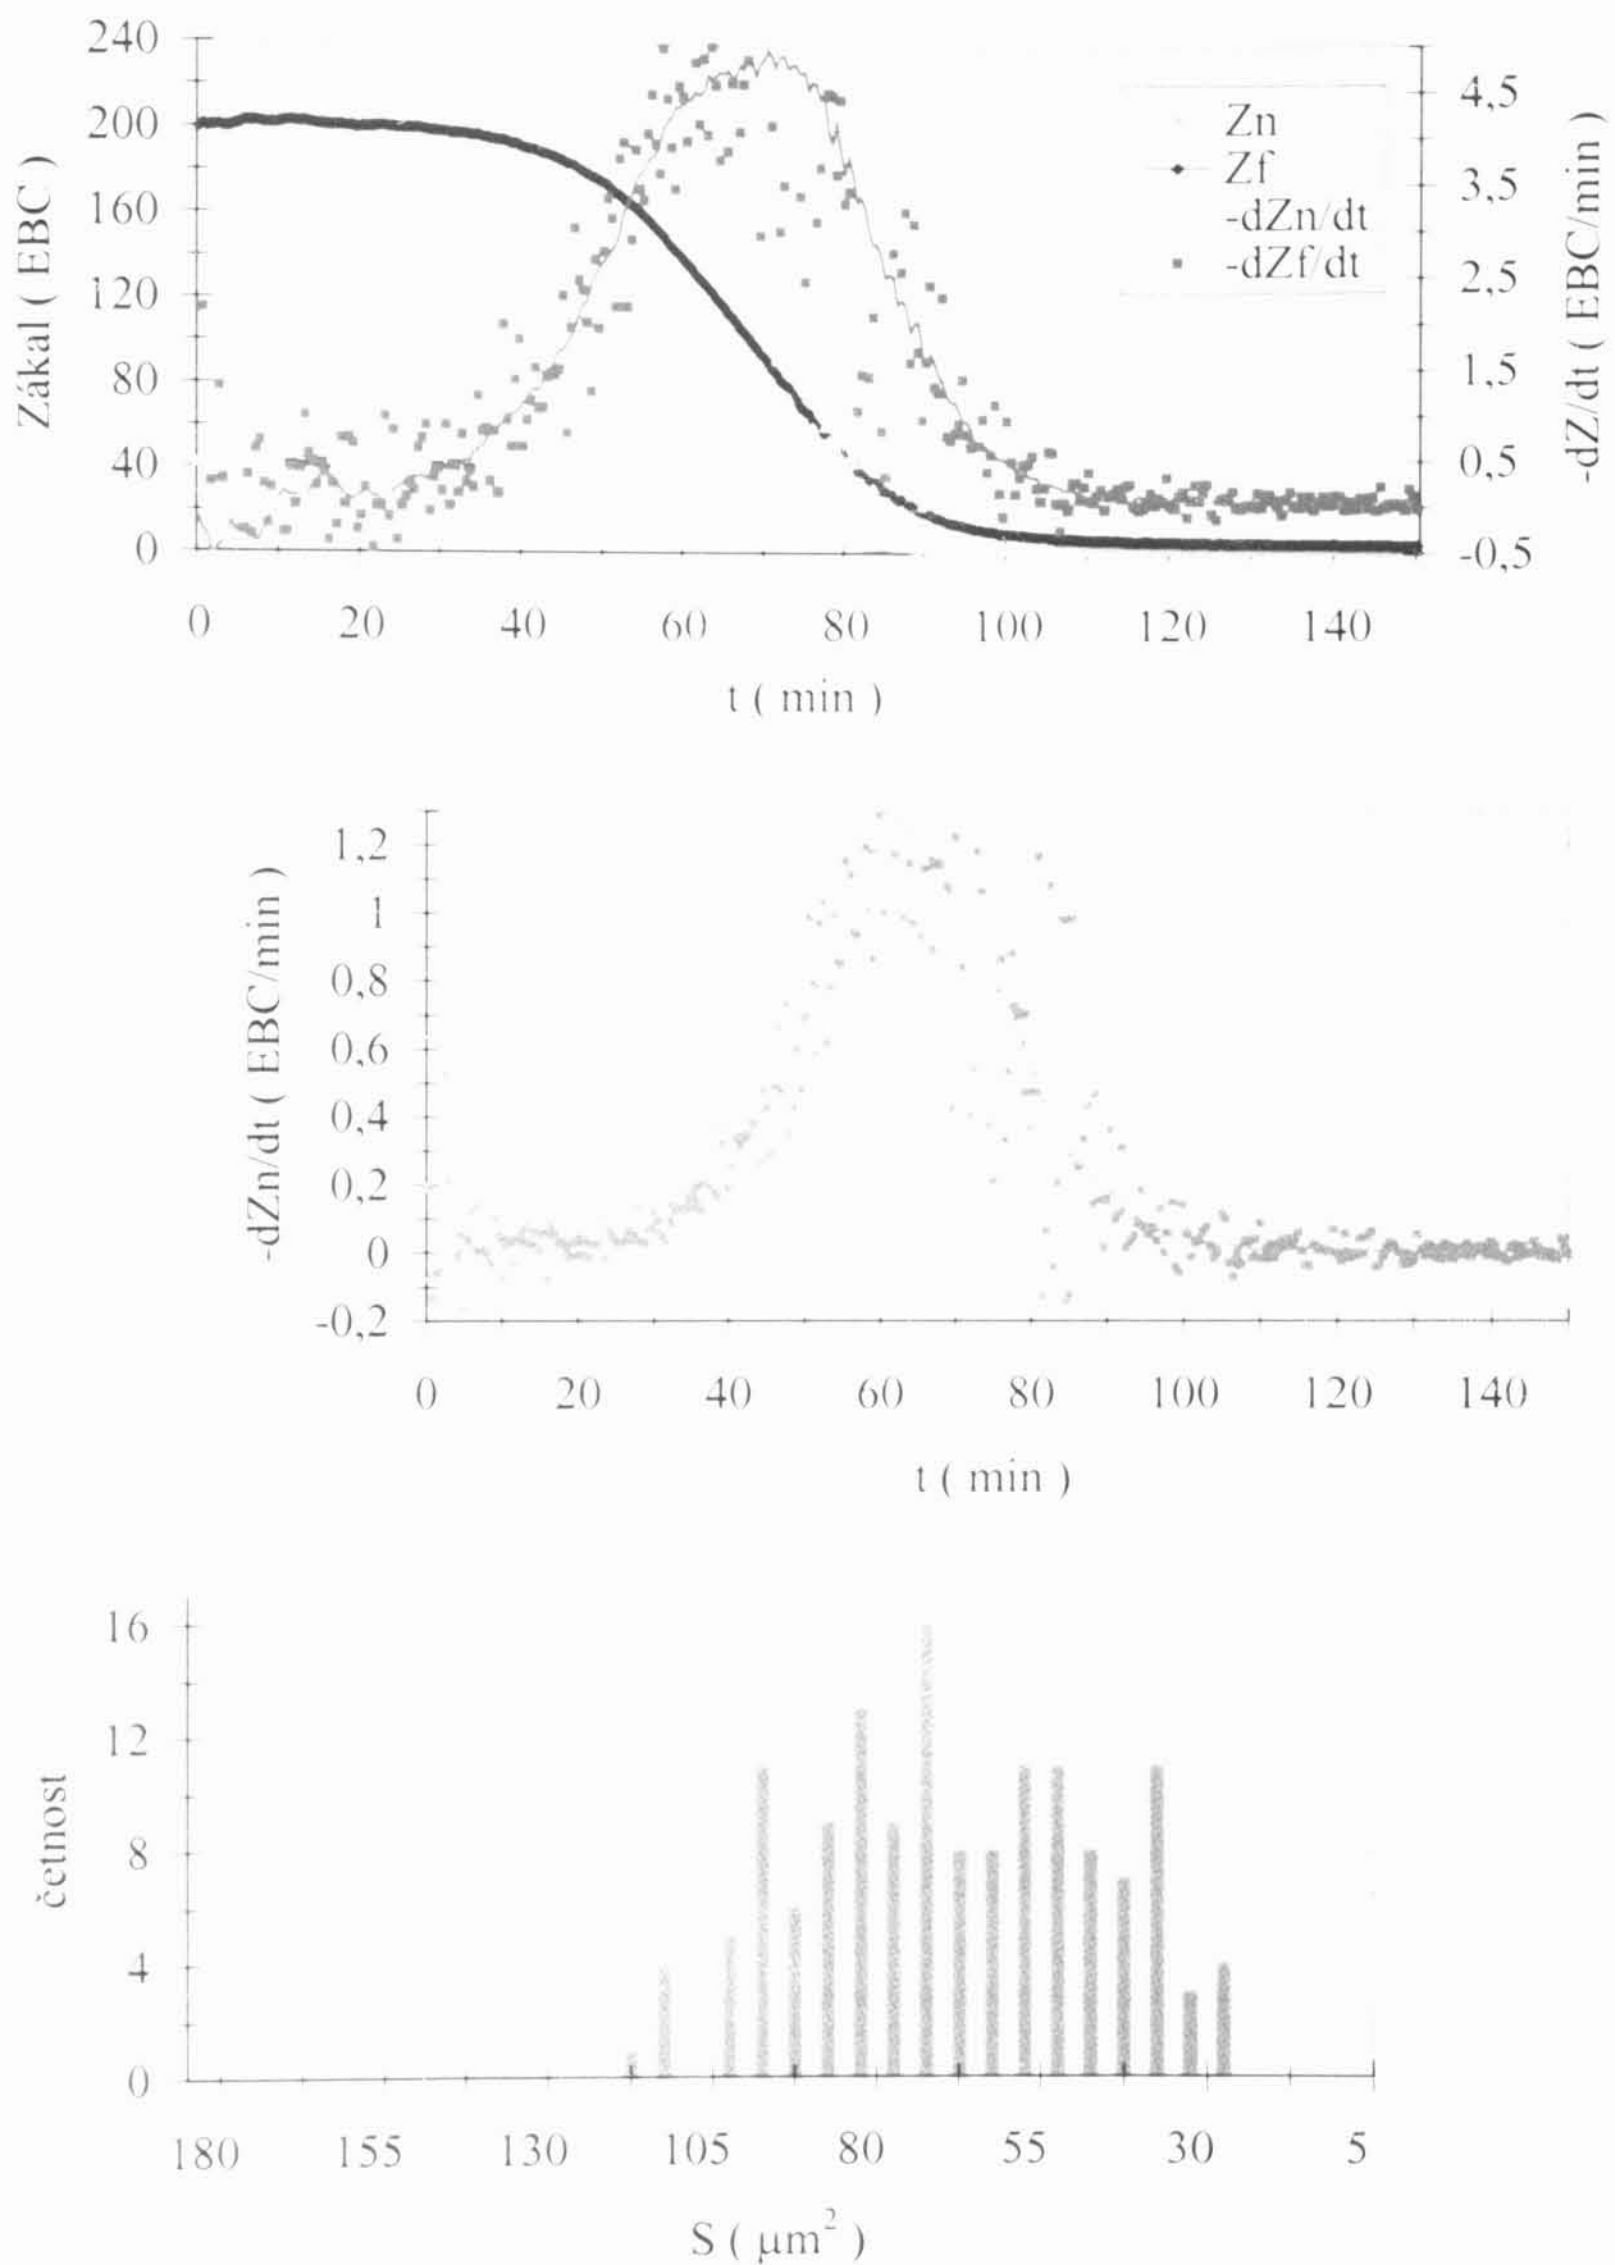 Zákal ( EBC )
240
200
160
120
80
40
0
Zn
Zf
-dZn/dt
-dZf/dt
4,5
3,5
2,5
1,5
0,5
-0,5
-dZ/dt ( EBC/min )
0 20 40 60 80 100 120 140
t ( min )
-dZn/dt ( EBC/min )
1,2
1
0,8
0,6
0,4
0,2
0
-0,2
0 20 40 60 80 100 120 140
t ( min )
četnost
16
12
8
4
0
180 155 130 105 80 55 30 5
S ( µm² )